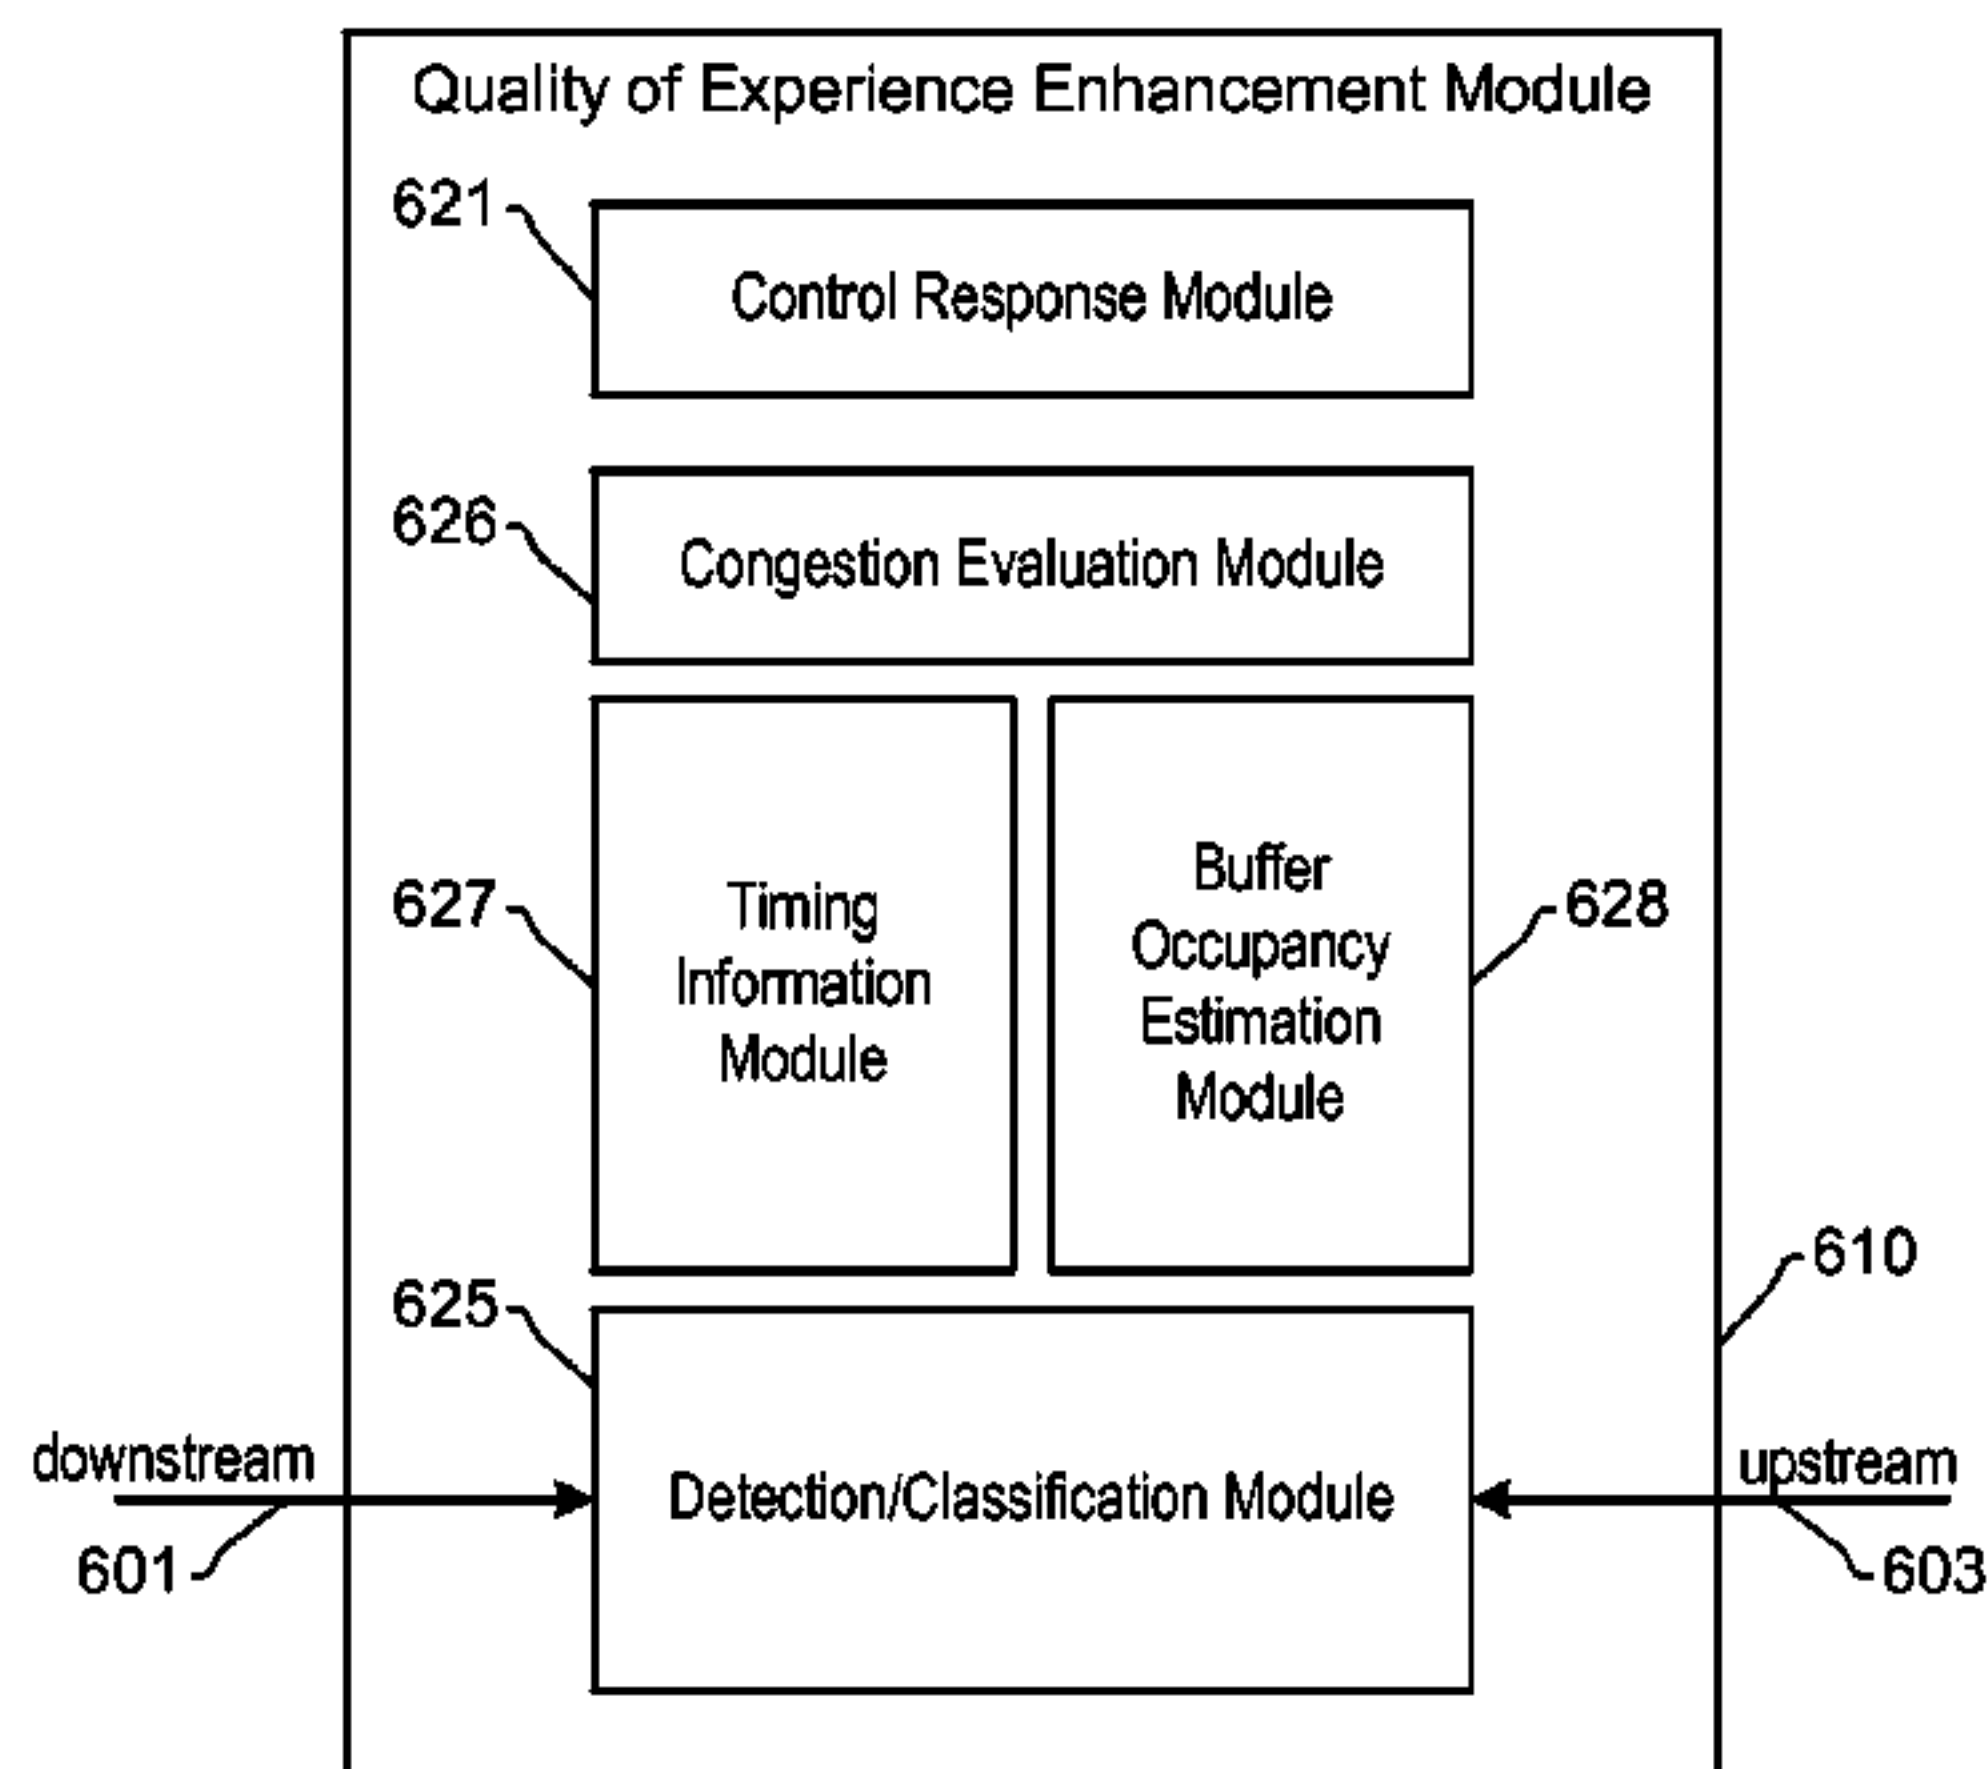 Quality of Experience Enhancement Module
621
Control Response Module
626
Congestion Evaluation Module
627
Timing
Information
Module
Buffer
Occupancy
Estimation
Module
628
610
625
Detection/Classification Module
downstream
601
upstream
603